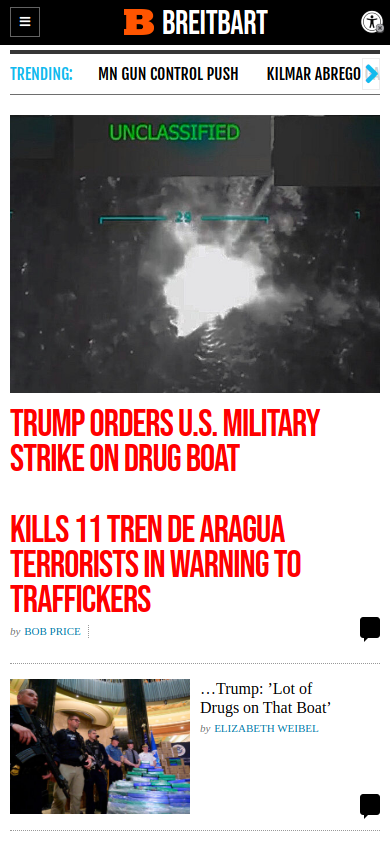 B BREITBART
TRENDING: MN GUN CONTROL PUSH KILMAR ABREGO
UNCLASSIFIED
29
TRUMP ORDERS U.S. MILITARY
STRIKE ON DRUG BOAT
KILLS 11 TREN DE ARAGUA
TERRORISTS IN WARNING TO
TRAFFICKERS
by BOB PRICE
…Trump: ’Lot of
Drugs on That Boat’
by ELIZABETH WEIBEL